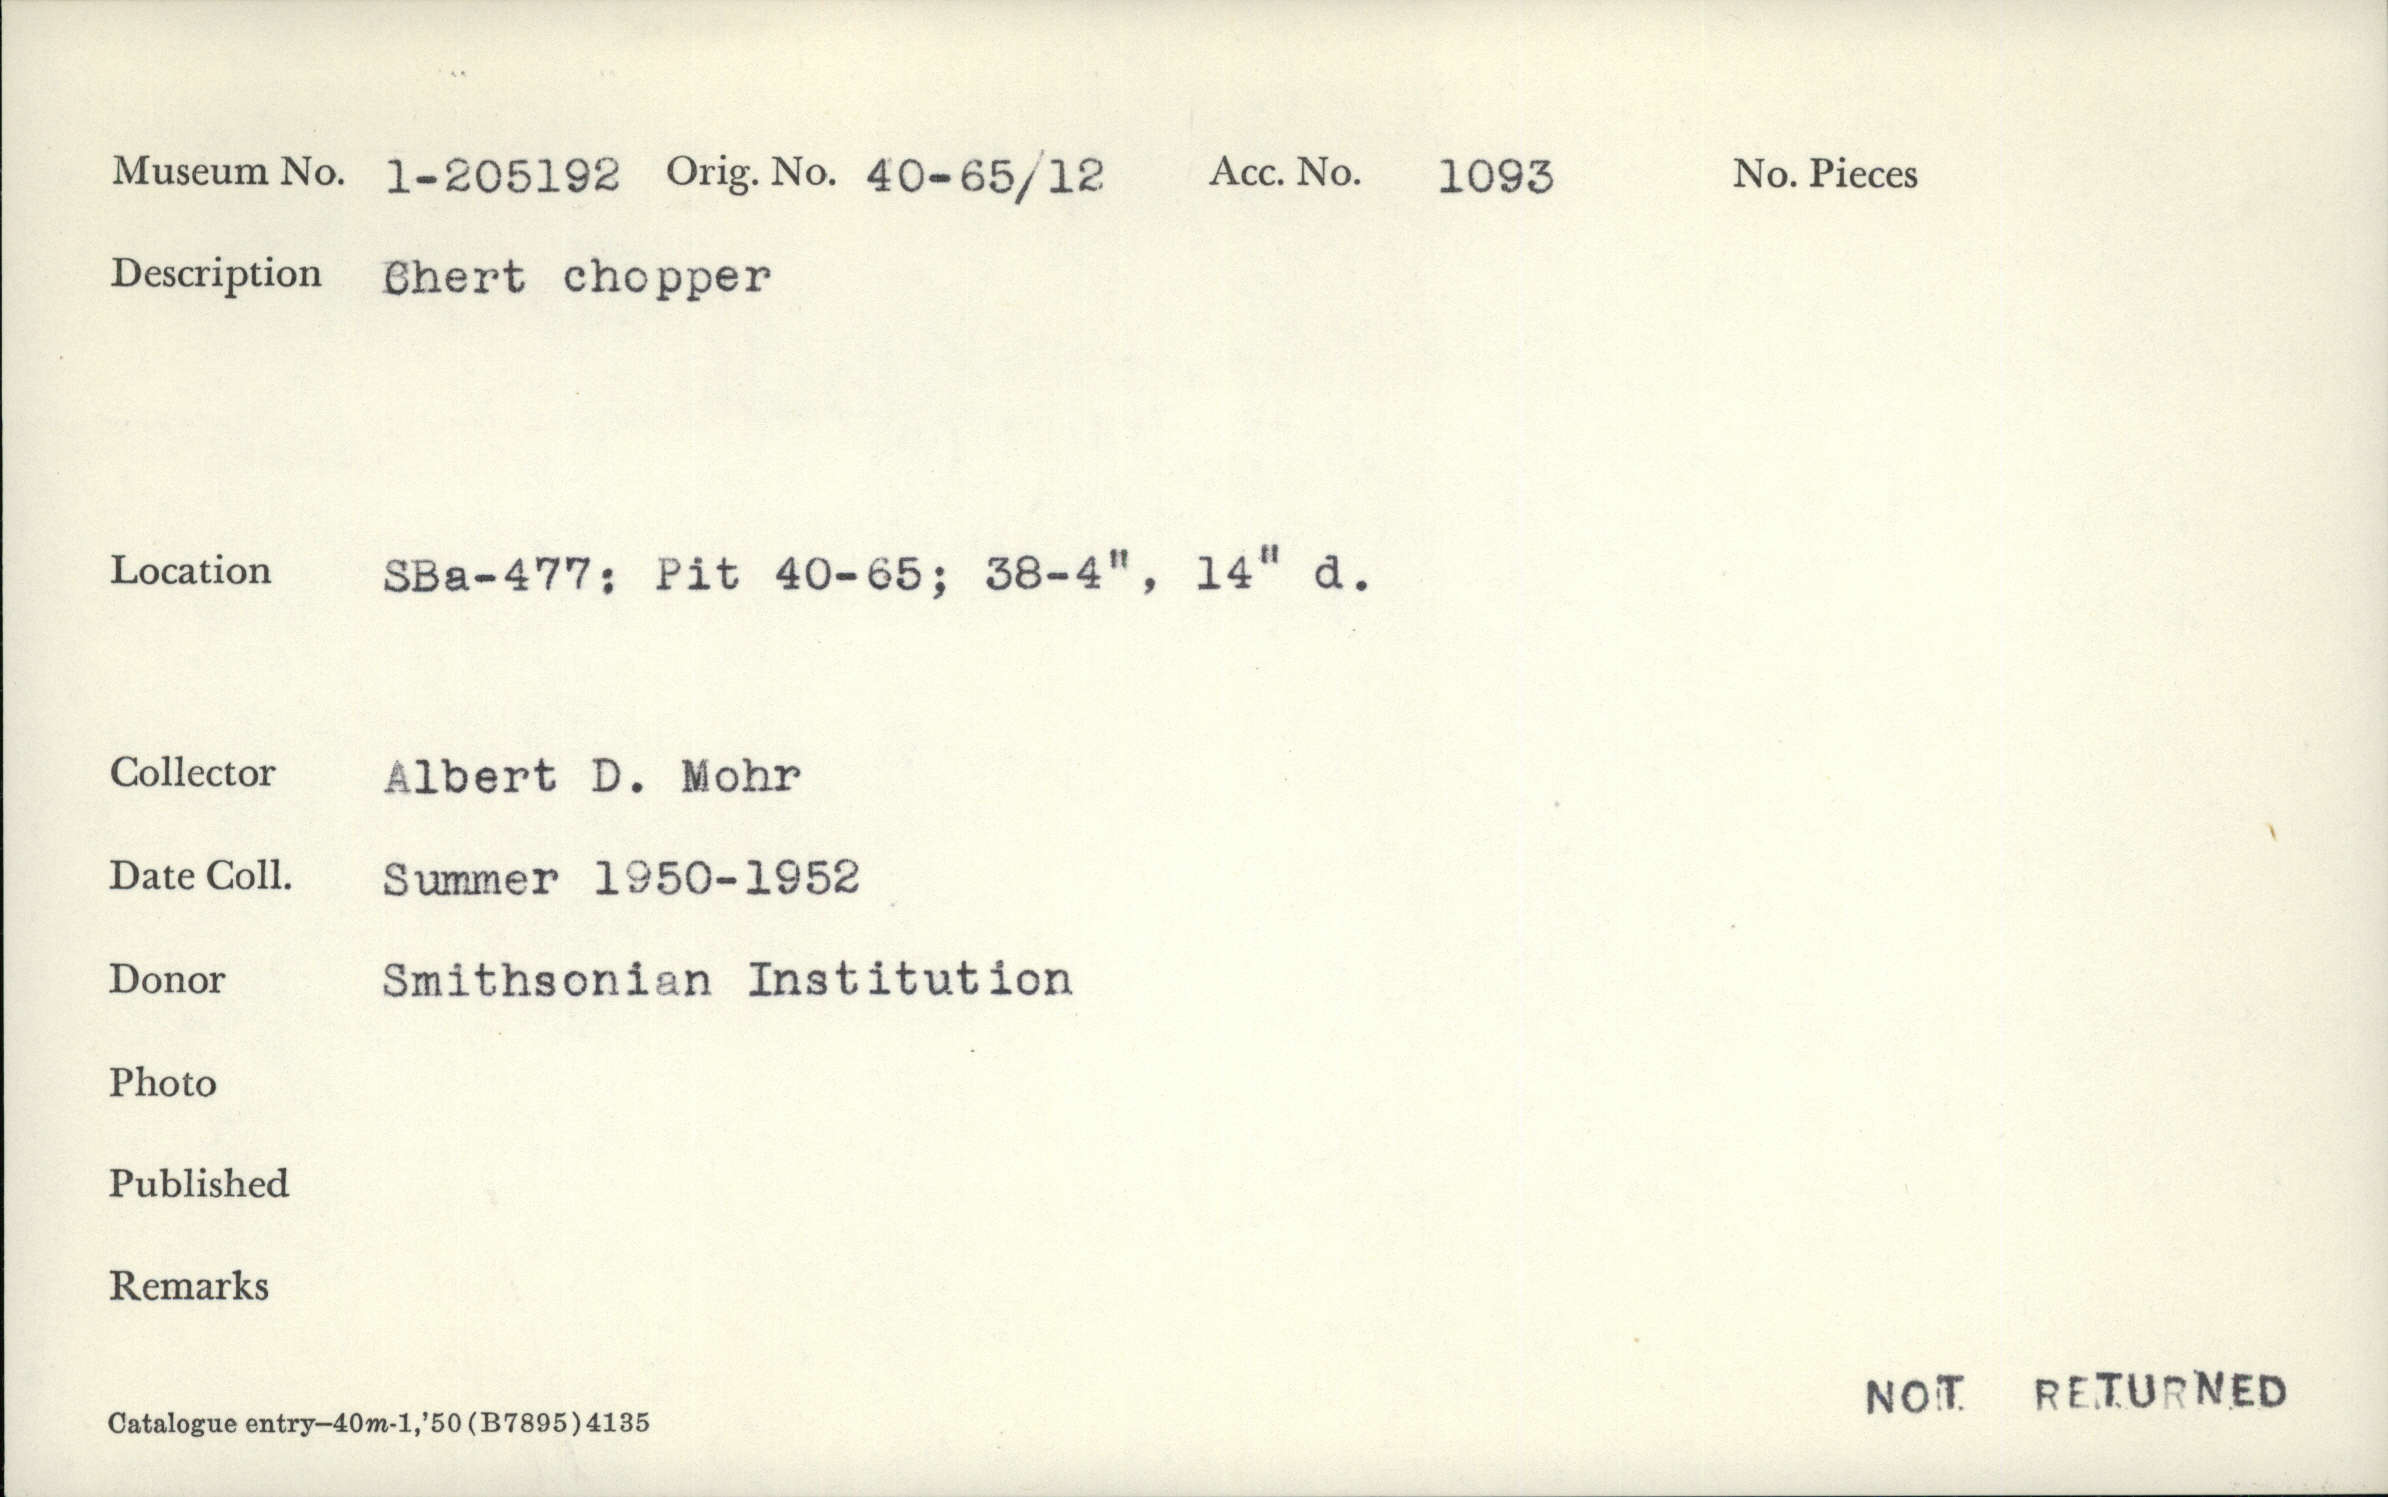 Museum No. 1-205192 Orig. No. 40-65/12 Acc. No. 1093 No. Pieces
Description Chert chopper
Location SBa-477; Pit 40-65; 38-4", 14" d.
Collector Albert D. Mohr
Date Coll. Summer 1950-1952
Donor Smithsonian Institution
Photo
Published
Remarks
NOT RETURNED
Catalogue entry—40m-1,'50(B7895)4135